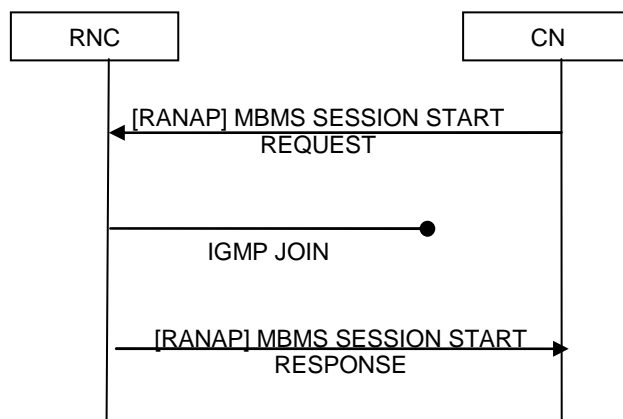 RNC
CN
[RANAP] MBMS SESSION START
REQUEST
IGMP JOIN
[RANAP] MBMS SESSION START
RESPONSE